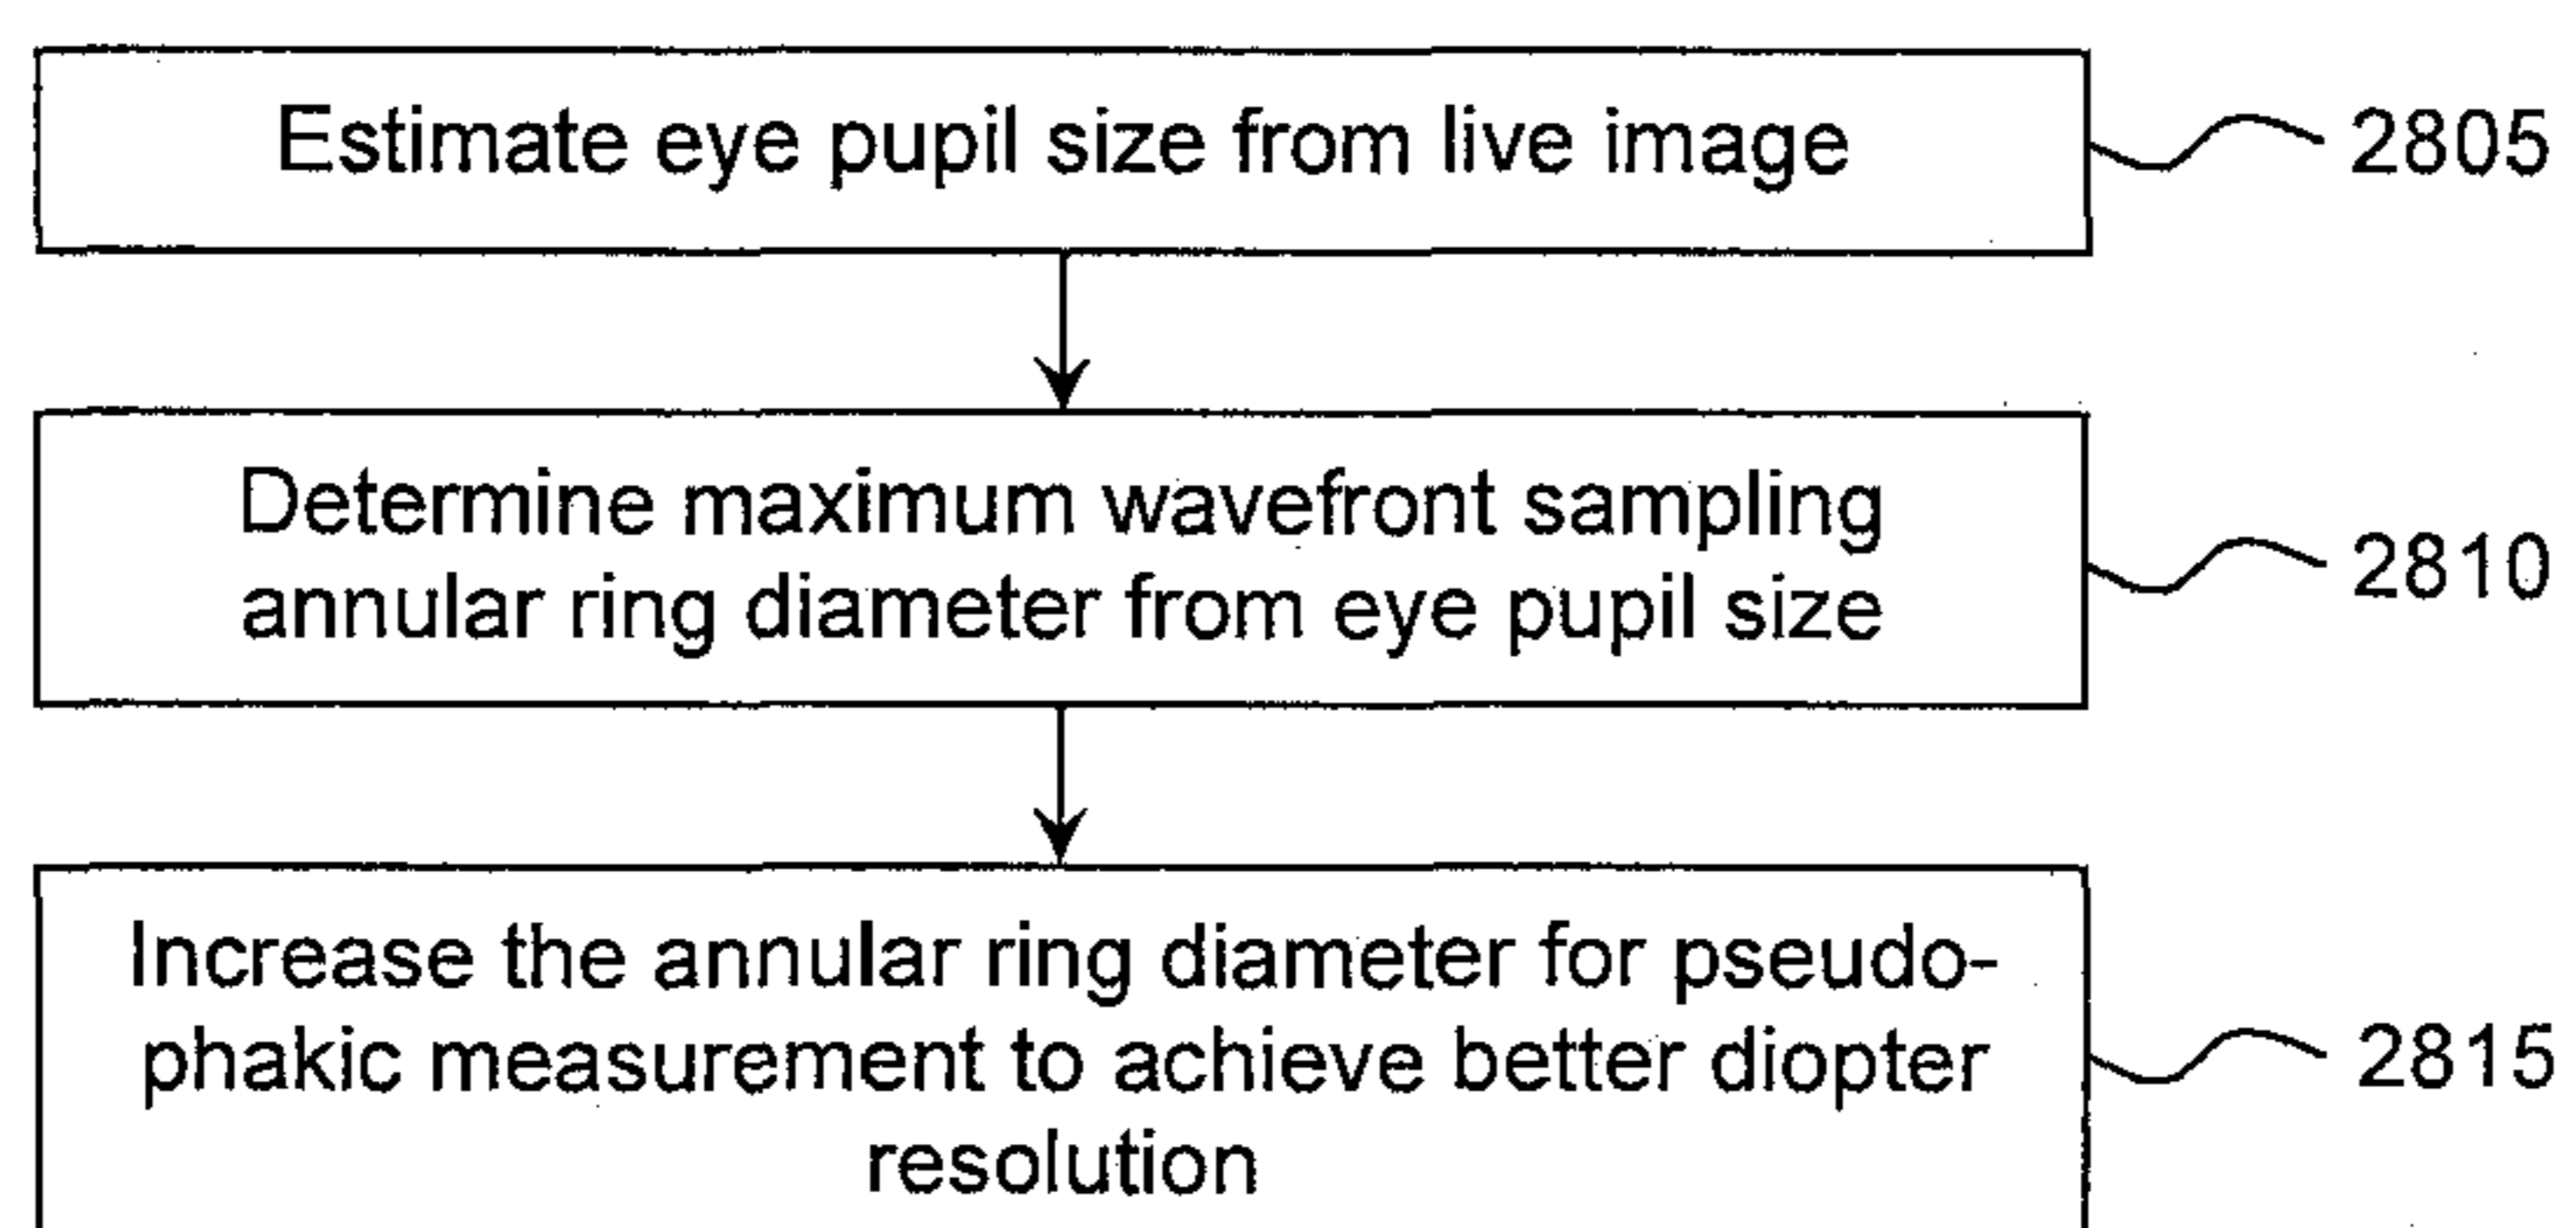 Estimate eye pupil size from live image
2805
Determine maximum wavefront sampling
annular ring diameter from eye pupil size
2810
Increase the annular ring diameter for pseudo-
phakic measurement to achieve better diopter
resolution
2815